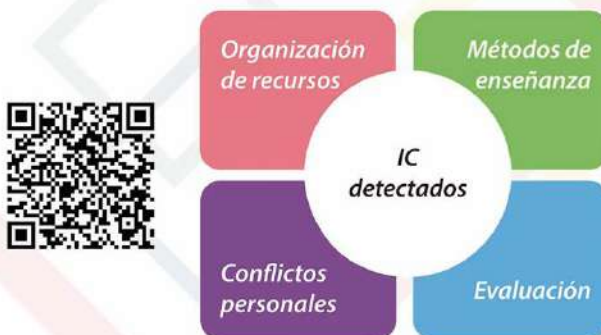 Organización
de recursos
Métodos de
enseñanza
IC
detectados
Conflictos
personales
Evaluación